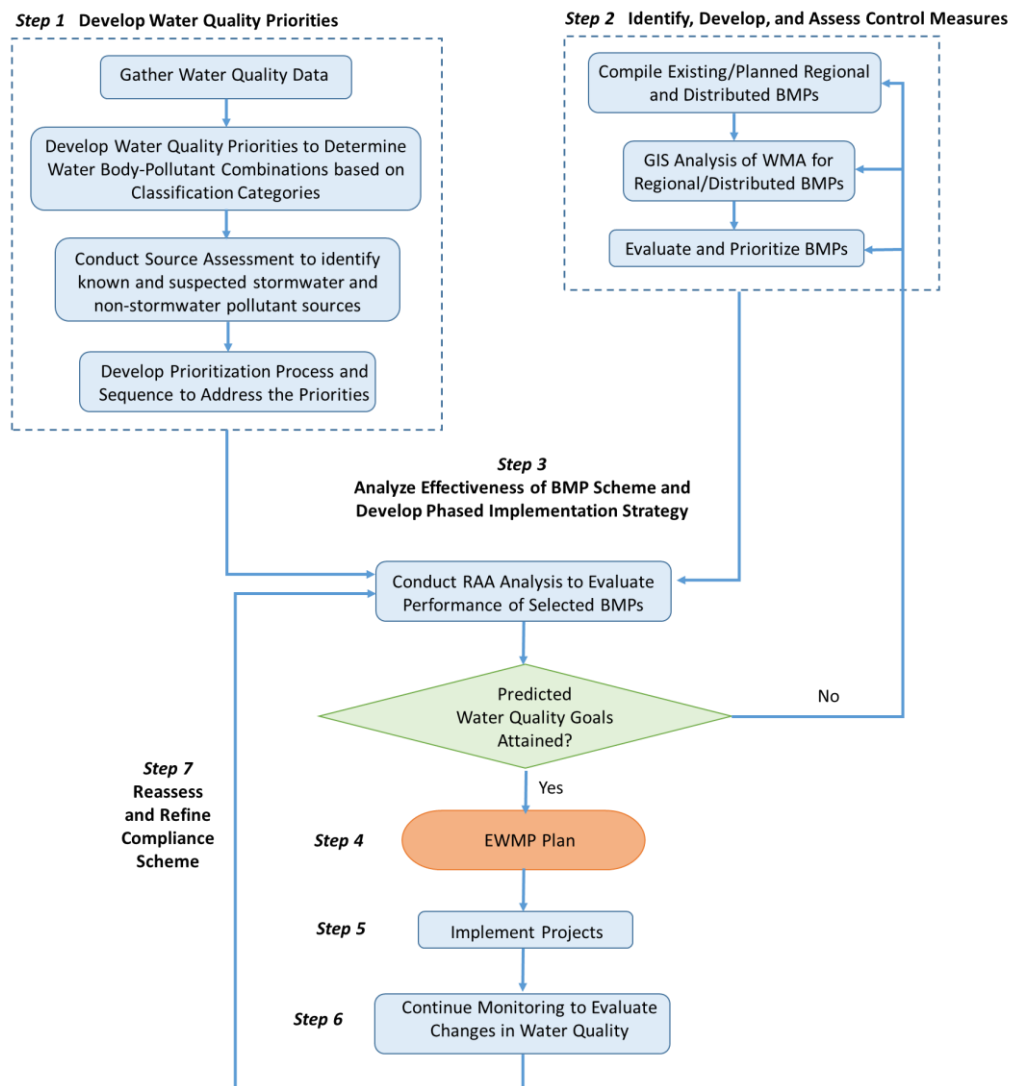 Step 1 Develop Water Quality Priorities
Gather Water Quality Data
Develop Water Quality Priorities to Determine
Water Body-Pollutant Combinations based on
Classification Categories
Conduct Source Assessment to identify
known and suspected stormwater and
non-stormwater pollutant sources
Develop Prioritization Process and
Sequence to Address the Priorities
Step 2 Identify, Develop, and Assess Control Measures
Compile Existing/Planned Regional
and Distributed BMPs
GIS Analysis of WMA for
Regional/Distributed BMPs
Evaluate and Prioritize BMPs
Step 3
Analyze Effectiveness of BMP Scheme and
Develop Phased Implementation Strategy
Conduct RAA Analysis to Evaluate
Performance of Selected BMPs
Predicted
Water Quality Goals
Attained?
No
Yes
Step 7
Reassess
and Refine
Compliance
Scheme
Step 4
EWMP Plan
Step 5
Implement Projects
Step 6
Continue Monitoring to Evaluate
Changes in Water Quality